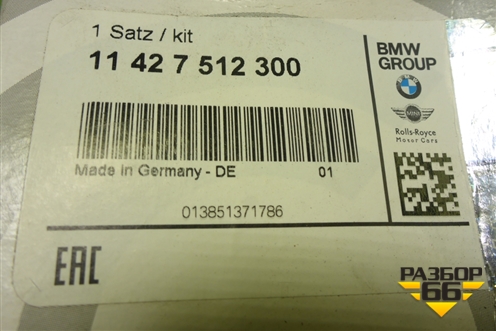 1 Satz / kit
11 42 7 512 300
BMW
GROUP
MINI
Rolls-Royce
Motor Cars
Made in Germany - DE 01
013851371786
EAC
РАЗБОР
66